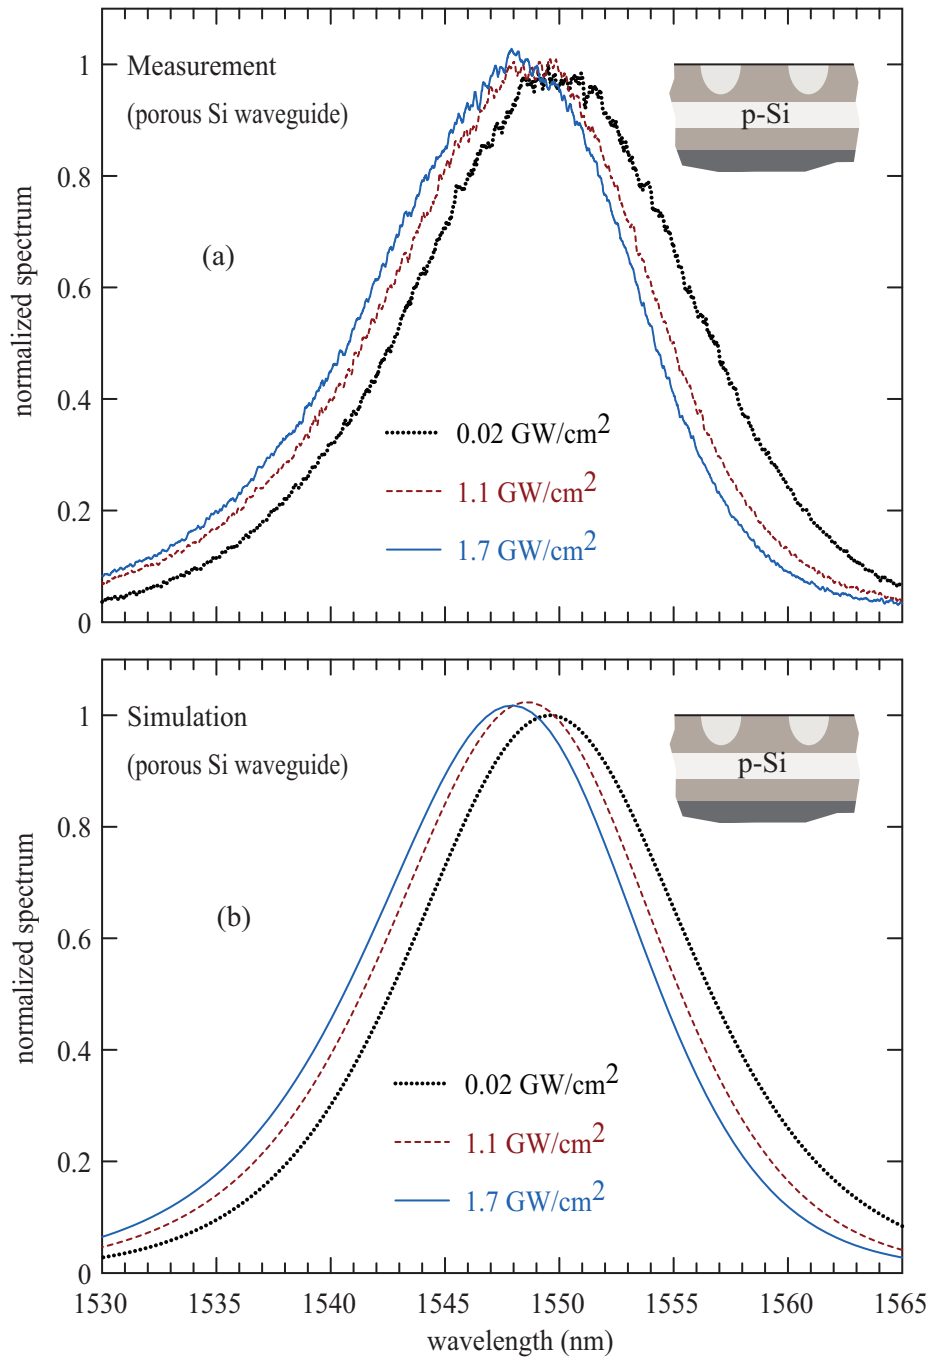 1
0.8
0.6
0.4
0.2
0
normalized spectrum
Measurement
(porous Si waveguide)
p-Si
(a)
0.02 GW/cm²
1.1 GW/cm²
1.7 GW/cm²
1
0.8
0.6
0.4
0.2
0
normalized spectrum
Simulation
(porous Si waveguide)
p-Si
(b)
0.02 GW/cm²
1.1 GW/cm²
1.7 GW/cm²
1530 1535 1540 1545 1550 1555 1560 1565
wavelength (nm)